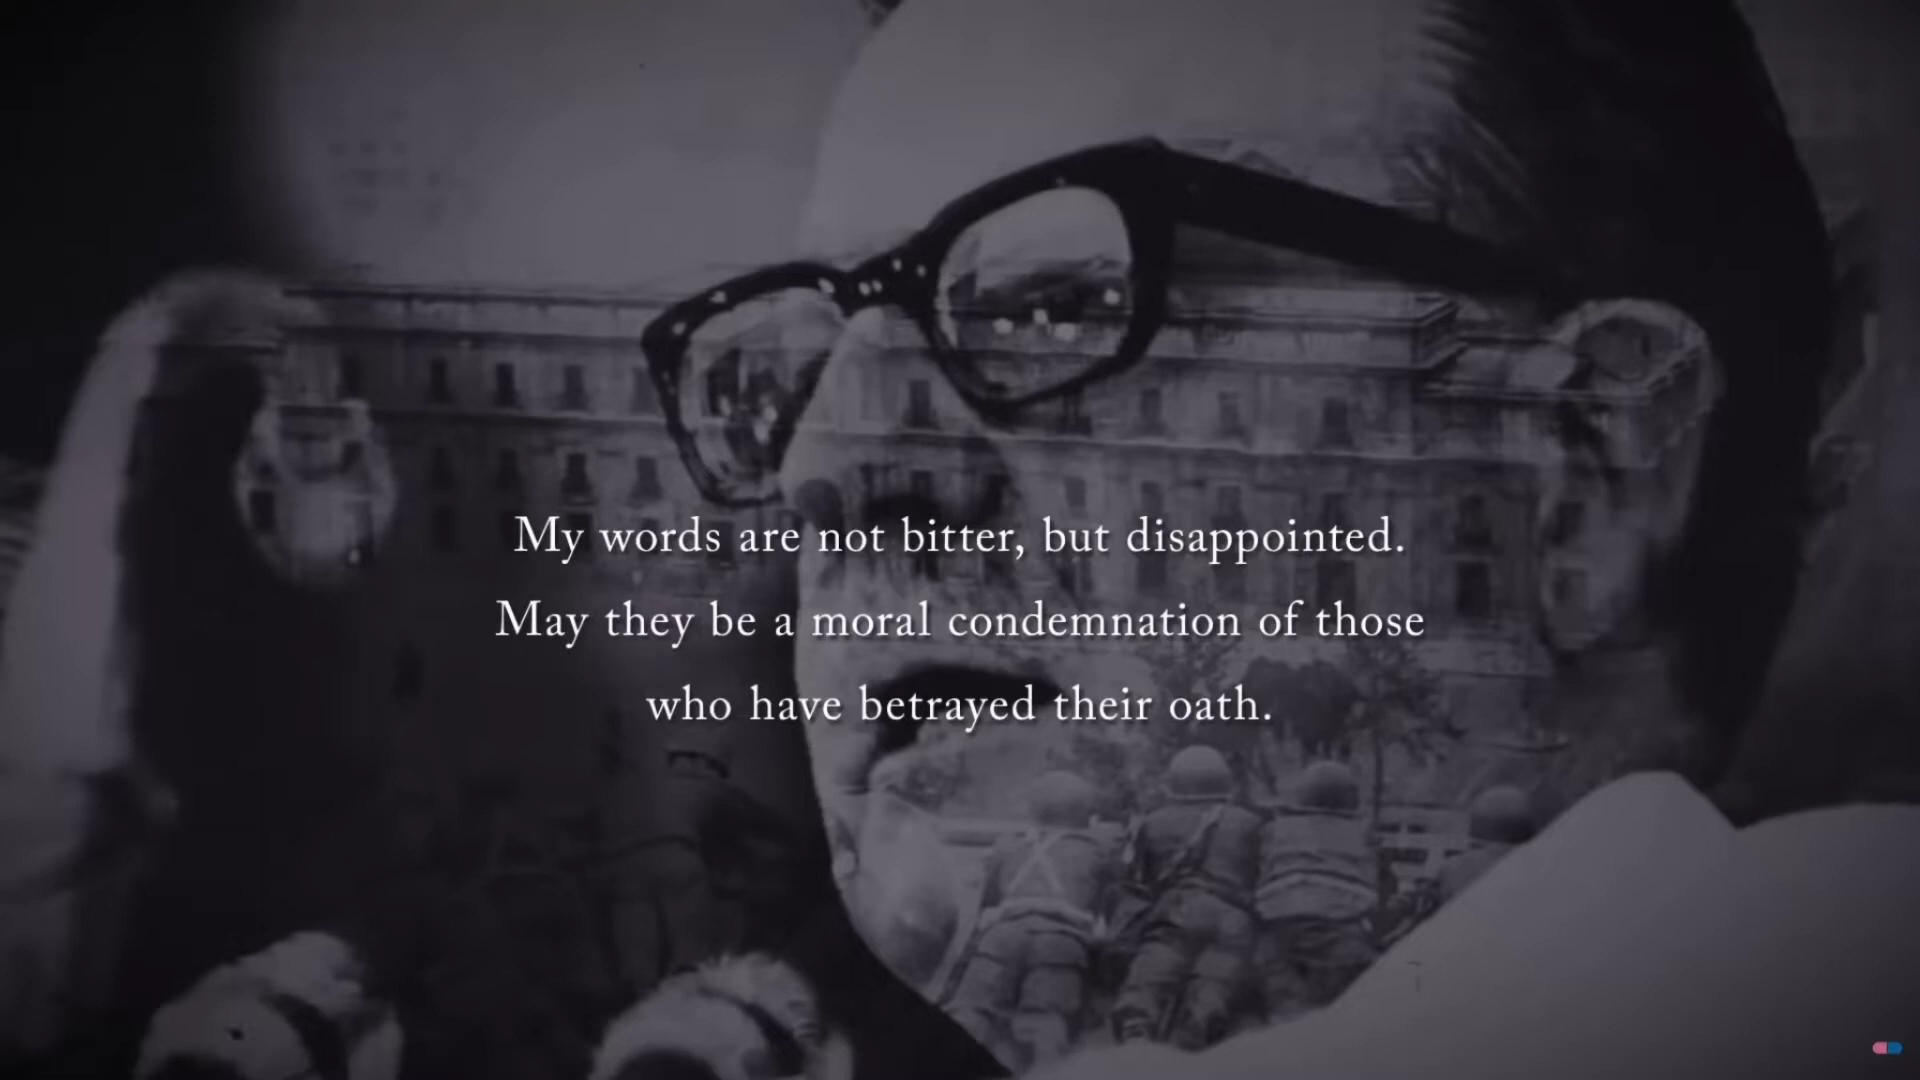 My words are not bitter, but disappointed.
May they be a moral condemnation of those
who have betrayed their oath.